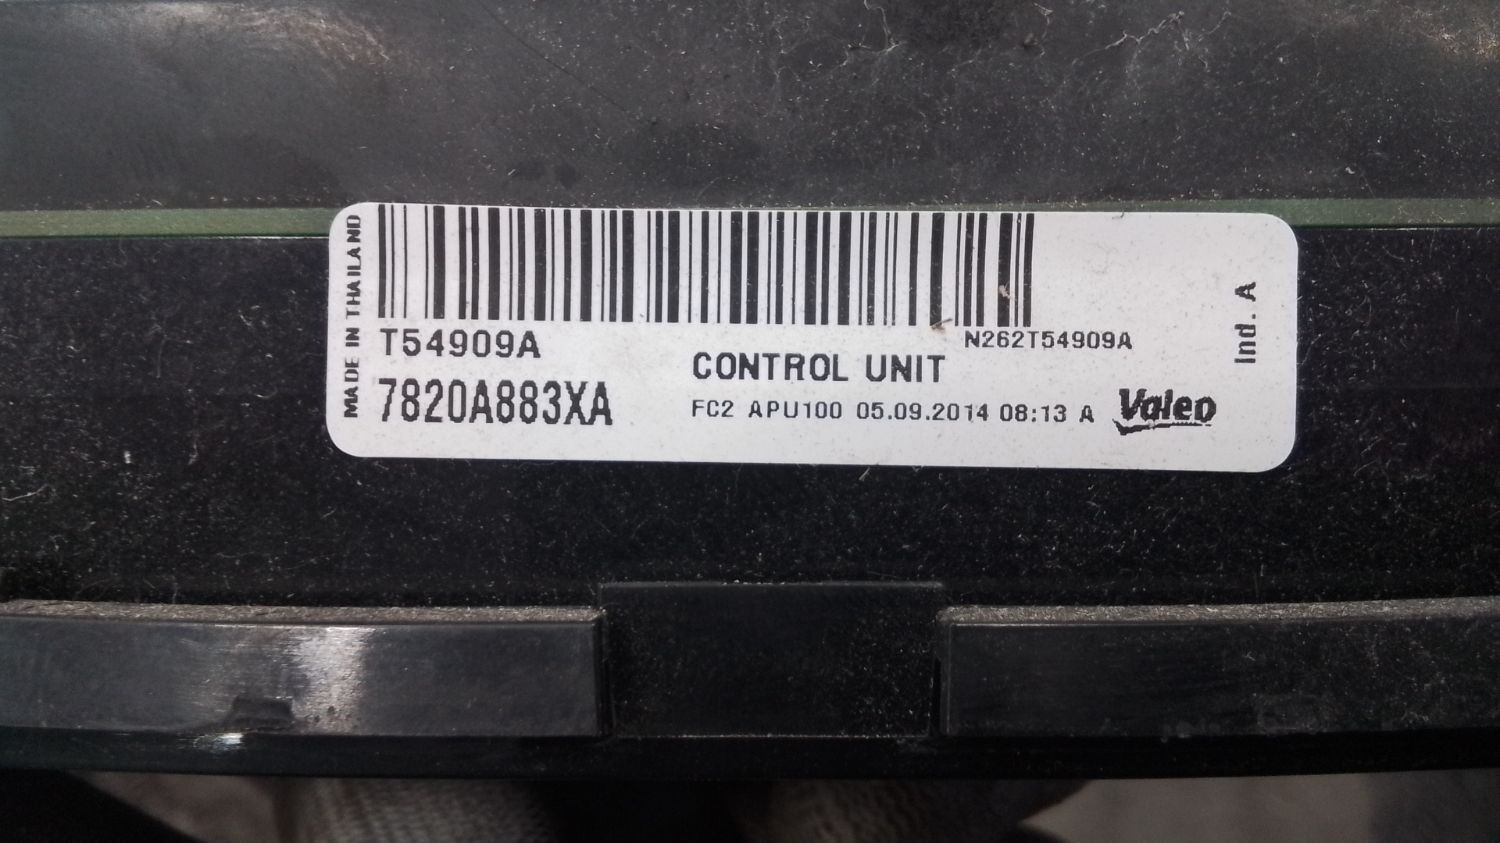 MADE IN THAILAND
T54909A
N262T54909A
CONTROL UNIT
7820A883XA
FC2 APU100 05.09.2014 08:13 A
Valeo
Ind. A